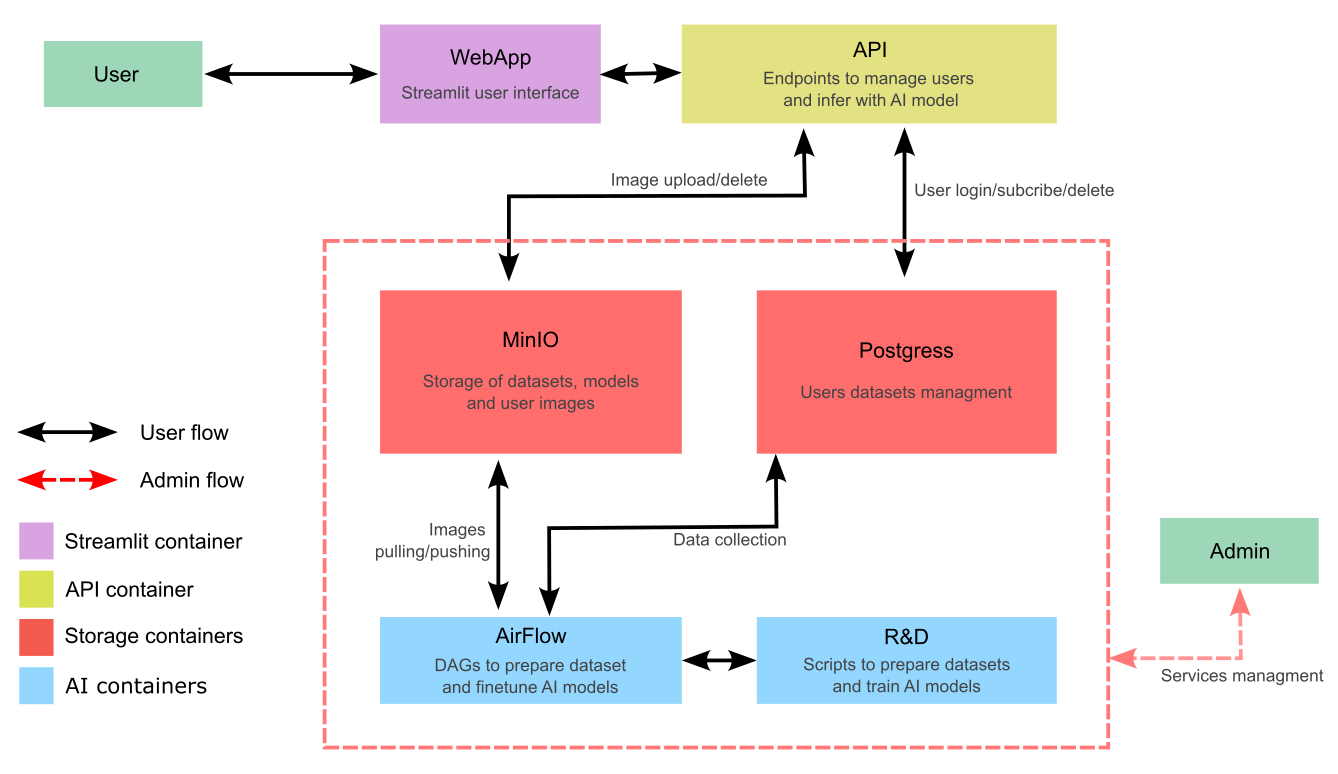 User
WebApp
Streamlit user interface
API
Endpoints to manage users
and infer with AI model
Image upload/delete
User login/subcribe/delete
MinIO
Storage of datasets, models
and user images
Postgress
Users datasets managment
User flow
Admin flow
Streamlit container
API container
Storage containers
AI containers
Images
pulling/pushing
Data collection
AirFlow
DAGs to prepare dataset
and finetune AI models
R&D
Scripts to prepare datasets
and train AI models
Admin
Services managment